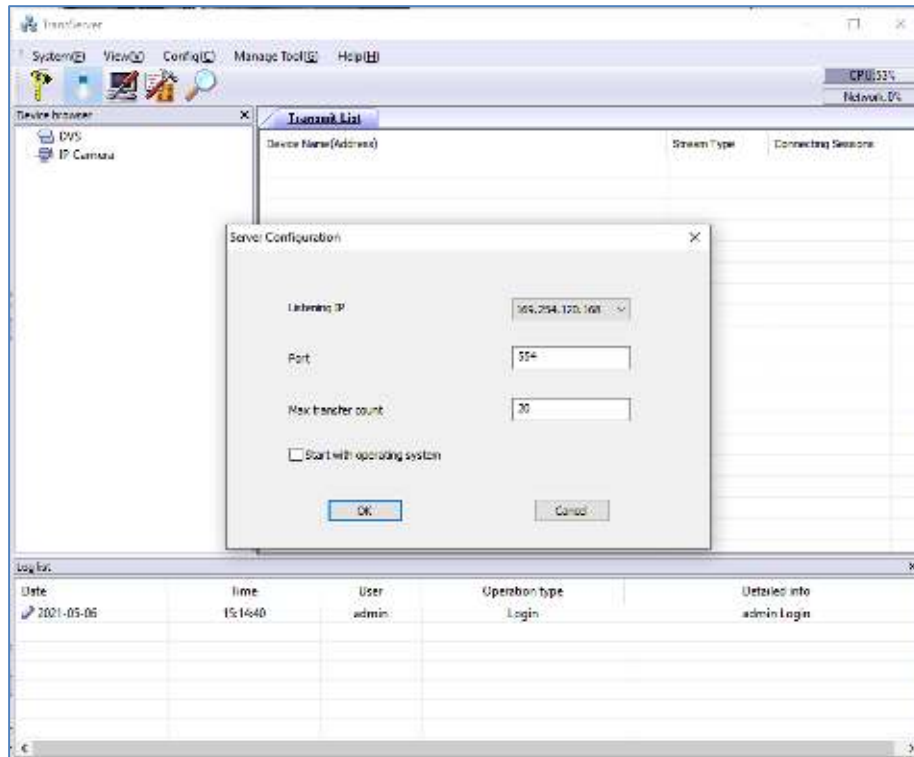 TransServer
System(F) View(V) Config(C) Manage Tool(G) Help(H)
CPU:53%
Network:0%
Device browser
Transmit List
DVS
IP Camera
Device Name(Address) Stream Type Connecting Sessions
Server Configuration
Listening IP 169.254.120.168
Port 554
Max transfer count 20
Start with operating system
OK Cancel
Log list
Date Time User Operation type Detailed info
2021-05-06 15:14:40 admin Login admin Login